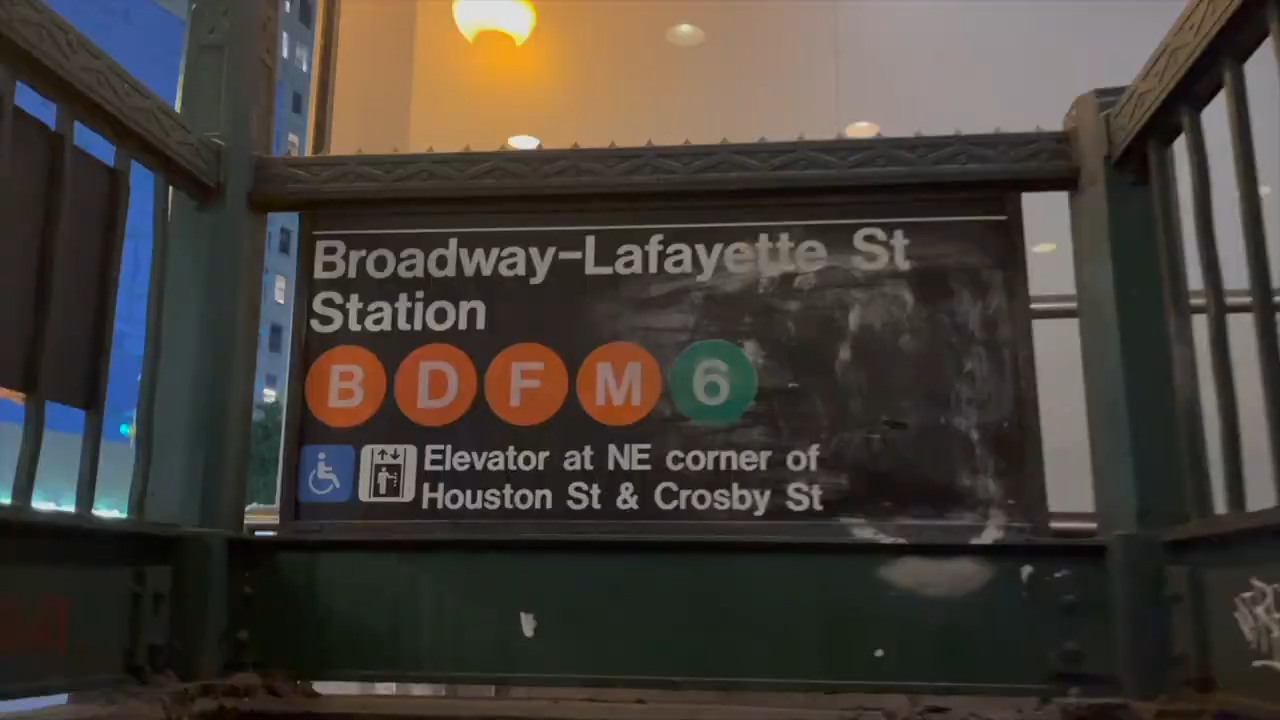 Broadway–Lafayette St
Station
B D F M 6
Elevator at NE corner of
Houston St & Crosby St